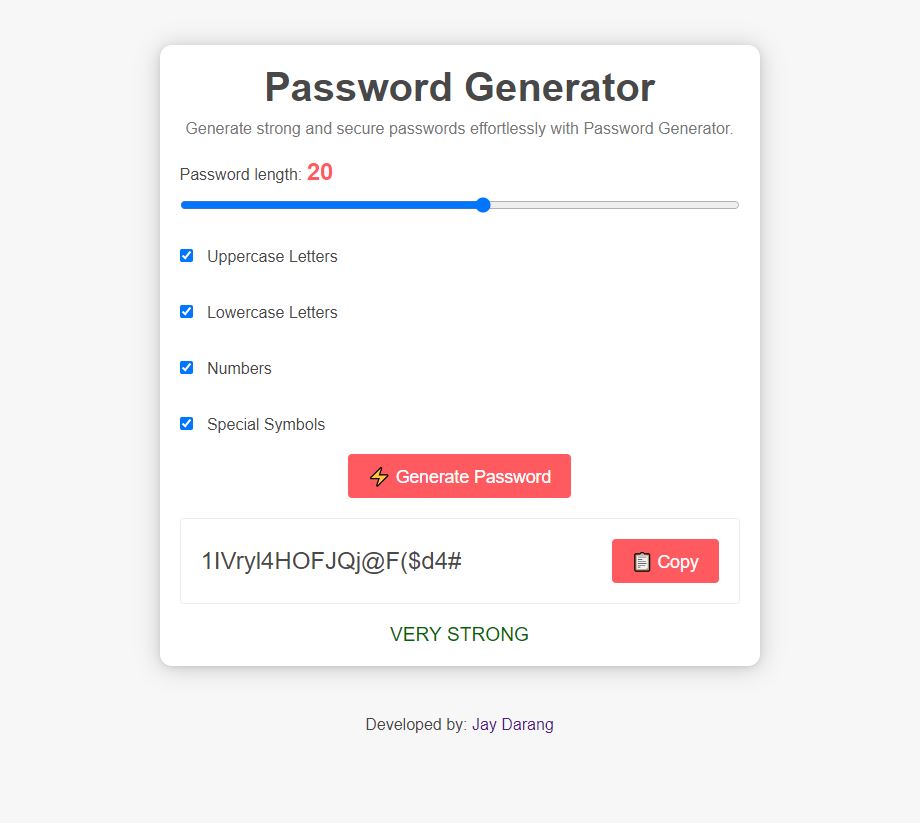 Password Generator
Generate strong and secure passwords effortlessly with Password Generator.
Password length: 20
Uppercase Letters
Lowercase Letters
Numbers
Special Symbols
⚡ Generate Password
1IVryl4HOFJQj@F($d4#
📋 Copy
VERY STRONG
Developed by: Jay Darang